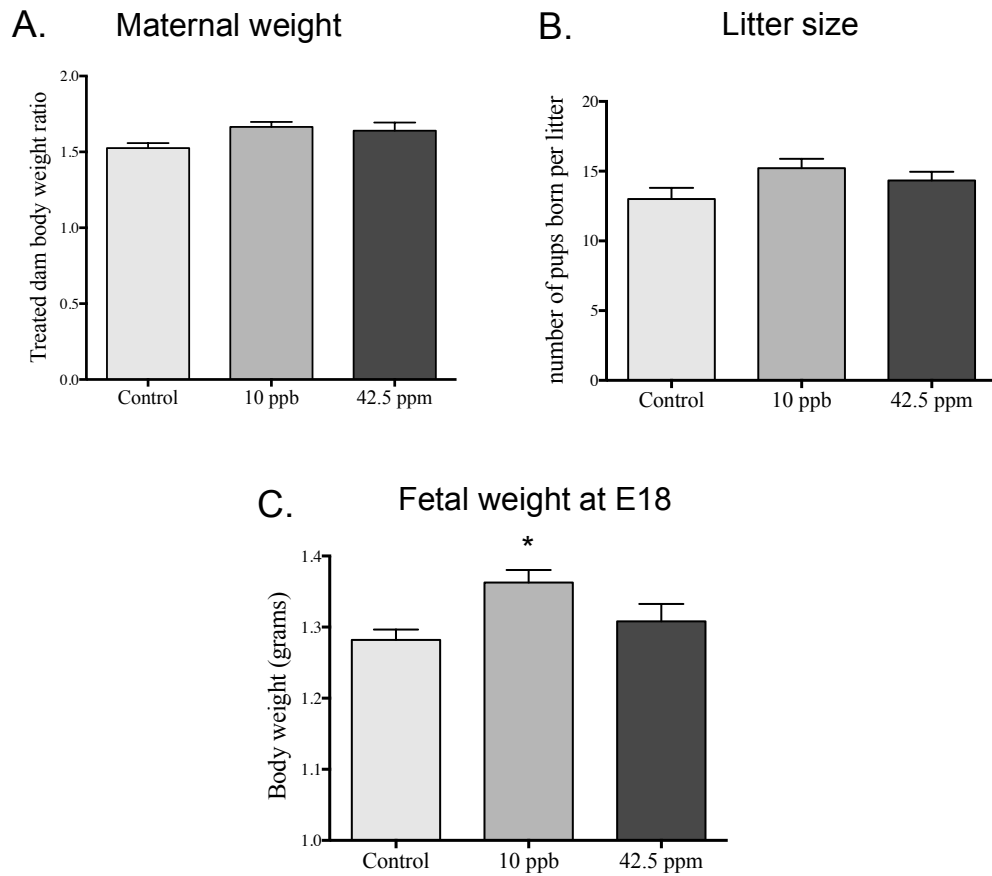 A.
Maternal weight
Treated dam body weight ratio
2.0
1.5
1.0
0.5
0.0
Control
10 ppb
42.5 ppm
B.
Litter size
number of pups born per litter
20
15
10
5
0
Control
10 ppb
42.5 ppm
C.
Fetal weight at E18
*
Body weight (grams)
1.4
1.3
1.2
1.1
1.0
Control
10 ppb
42.5 ppm